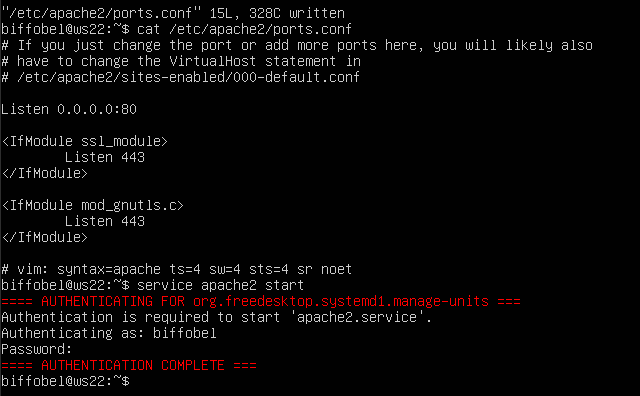 "/etc/apache2/ports.conf" 15L, 328C written
biffobel@ws22:~$ cat /etc/apache2/ports.conf
# If you just change the port or add more ports here, you will likely also
# have to change the VirtualHost statement in
# /etc/apache2/sites-enabled/000-default.conf

Listen 0.0.0.0:80

<IfModule ssl_module>
        Listen 443
</IfModule>

<IfModule mod_gnutls.c>
        Listen 443
</IfModule>

# vim: syntax=apache ts=4 sw=4 sts=4 sr noet
biffobel@ws22:~$ service apache2 start
==== AUTHENTICATING FOR org.freedesktop.systemd1.manage-units ===
Authentication is required to start 'apache2.service'.
Authenticating as: biffobel
Password:
==== AUTHENTICATION COMPLETE ===
biffobel@ws22:~$